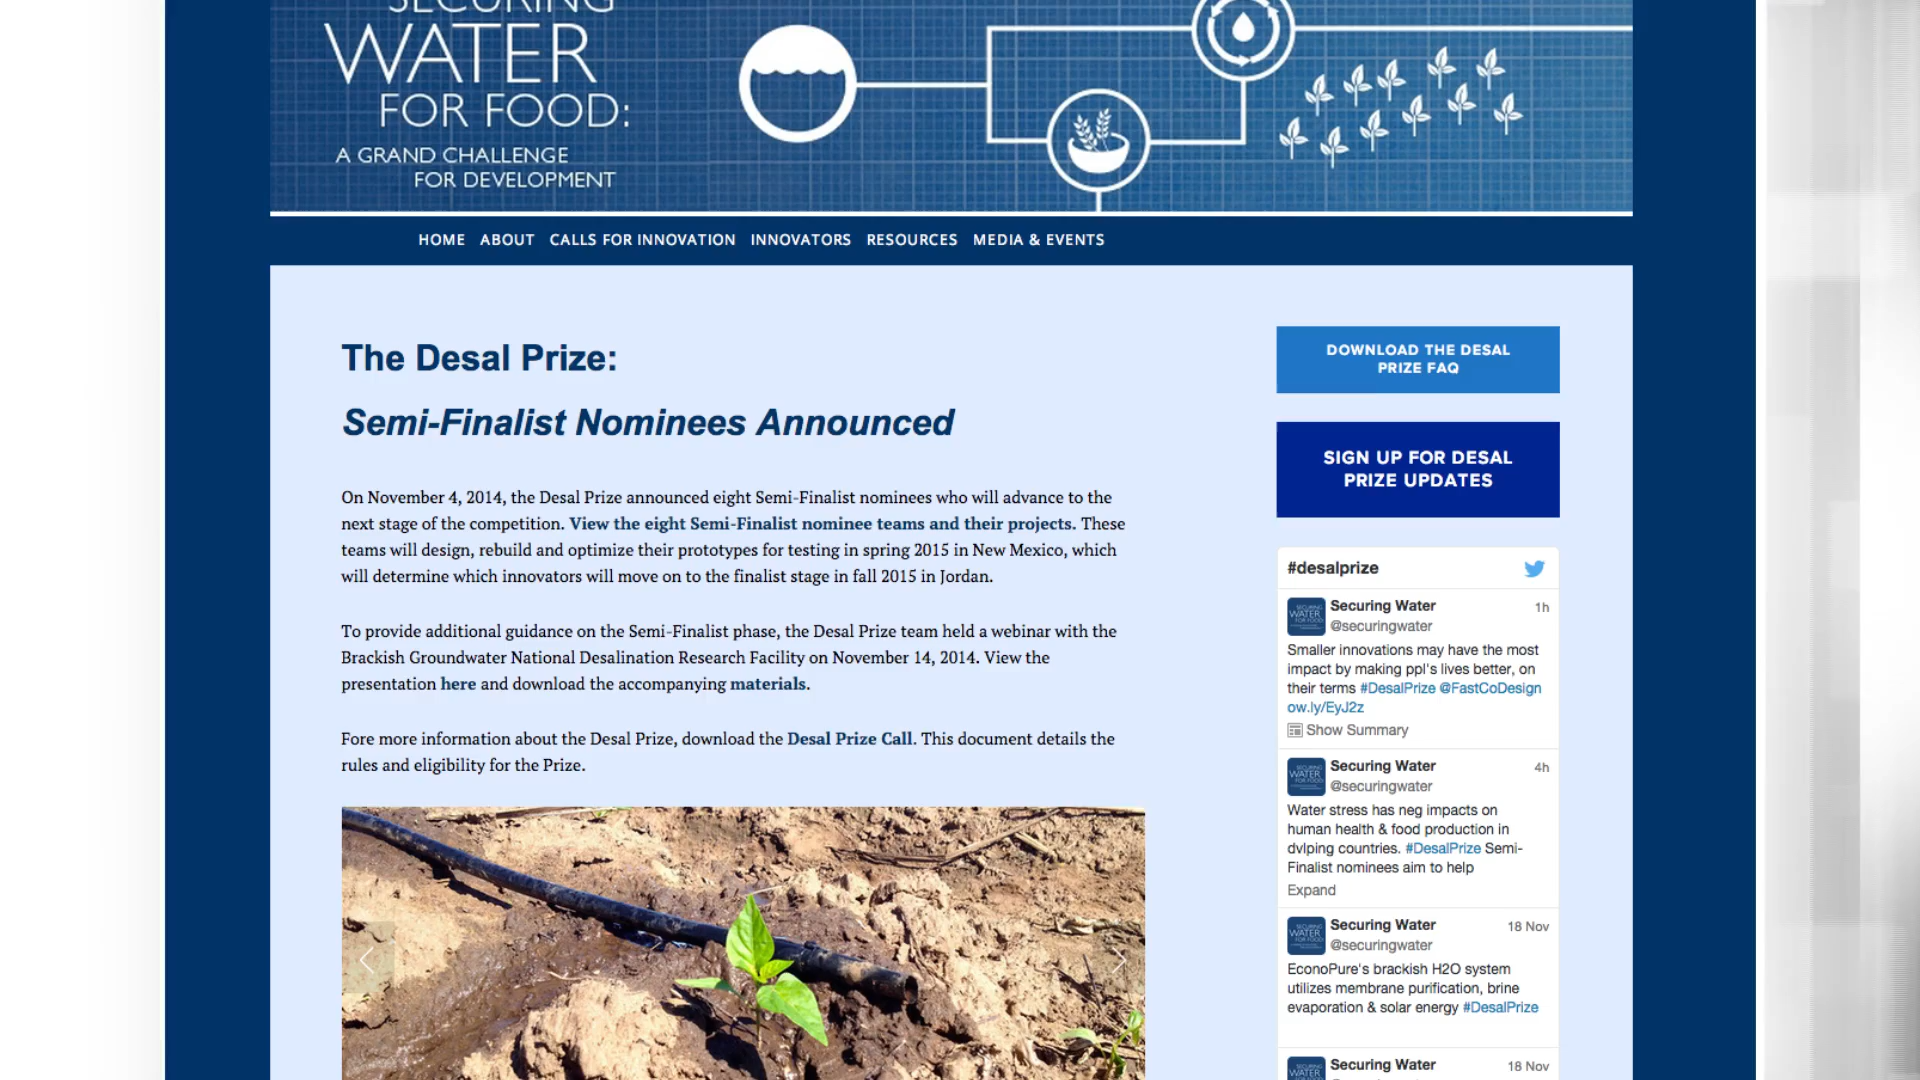 SECURING
WATER
FOR FOOD:
A GRAND CHALLENGE
FOR DEVELOPMENT
HOME ABOUT CALLS FOR INNOVATION INNOVATORS RESOURCES MEDIA & EVENTS
The Desal Prize:
Semi-Finalist Nominees Announced
On November 4, 2014, the Desal Prize announced eight Semi-Finalist nominees who will advance to the
next stage of the competition. View the eight Semi-Finalist nominee teams and their projects. These
teams will design, rebuild and optimize their prototypes for testing in spring 2015 in New Mexico, which
will determine which innovators will move on to the finalist stage in fall 2015 in Jordan.
To provide additional guidance on the Semi-Finalist phase, the Desal Prize team held a webinar with the
Brackish Groundwater National Desalination Research Facility on November 14, 2014. View the
presentation here and download the accompanying materials.
Fore more information about the Desal Prize, download the Desal Prize Call. This document details the
rules and eligibility for the Prize.
DOWNLOAD THE DESAL
PRIZE FAQ
SIGN UP FOR DESAL
PRIZE UPDATES
#desalprize
Securing Water 1h
@securingwater
Smaller innovations may have the most
impact by making ppl's lives better, on
their terms #DesalPrize @FastCoDesign
ow.ly/EyJ2z
Show Summary
Securing Water 4h
@securingwater
Water stress has neg impacts on
human health & food production in
dvlping countries. #DesalPrize Semi-
Finalist nominees aim to help
Expand
Securing Water 18 Nov
@securingwater
EconoPure's brackish H2O system
utilizes membrane purification, brine
evaporation & solar energy #DesalPrize
Securing Water 18 Nov